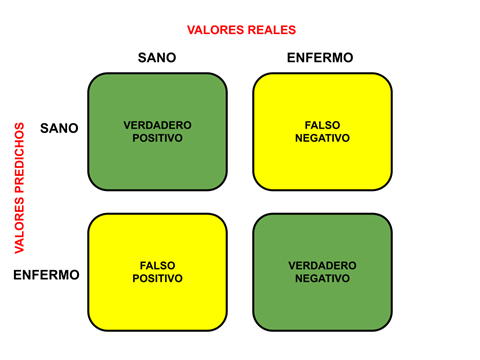 VALORES REALES
SANO
ENFERMO
VALORES PREDICHOS
SANO
VERDADERO
POSITIVO
FALSO
NEGATIVO
ENFERMO
FALSO
POSITIVO
VERDADERO
NEGATIVO